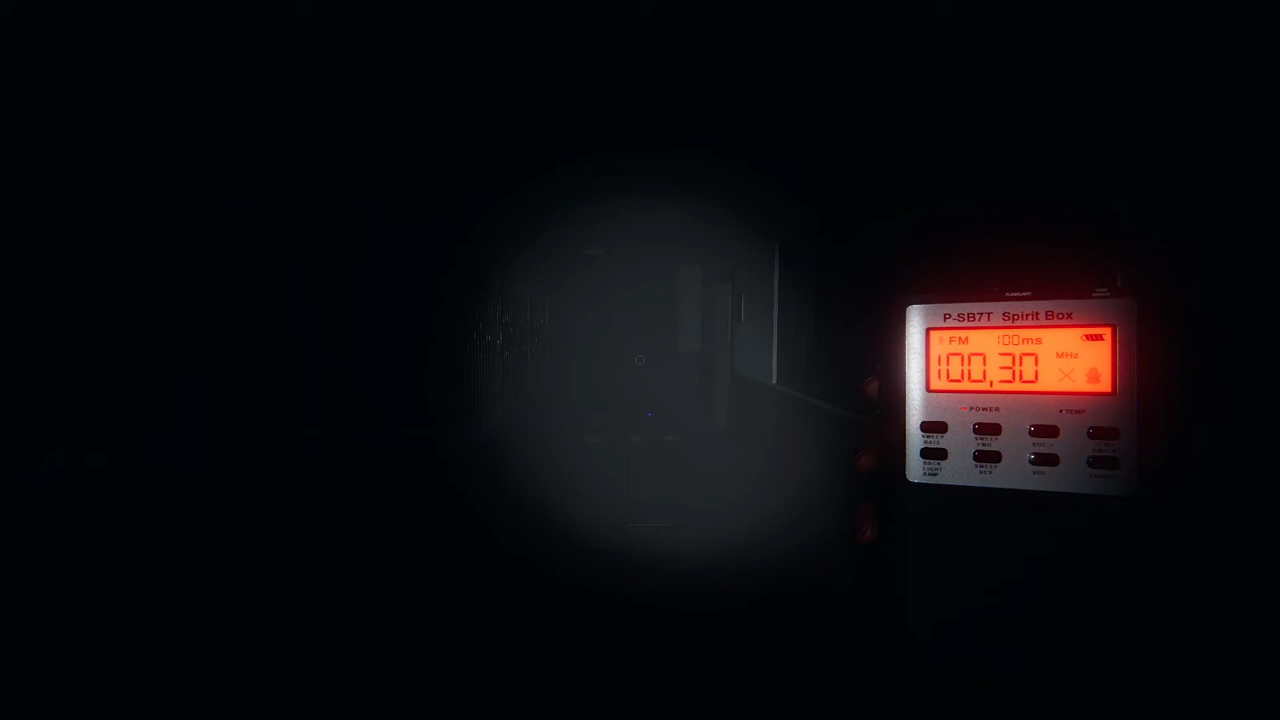 FLASHLIGHT
P-SB7T Spirit Box
FM 100ms
MHz
100,30
POWER
TEMP
SWEEP RATE
SWEEP FWD
VOL.+
BACK LIGHT
SWEEP REV
VOL.